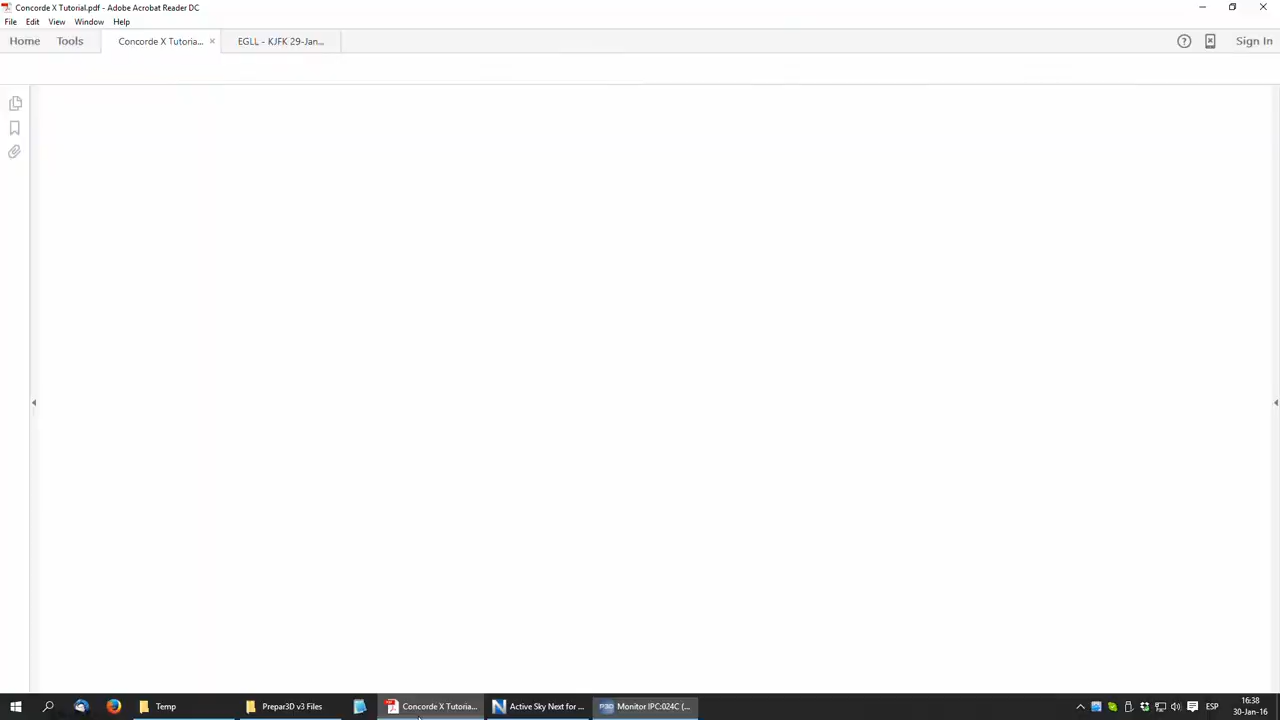 Concorde X Tutorial.pdf - Adobe Acrobat Reader DC
File Edit View Window Help
Home Tools Concorde X Tutoria... × EGLL - KJFK 29-Jan... Sign In
Temp Prepar3D v3 Files Concorde X Tutoria... Active Sky Next for ... P3D Monitor IPC:024C (... ESP 16:38
30-Jan-16